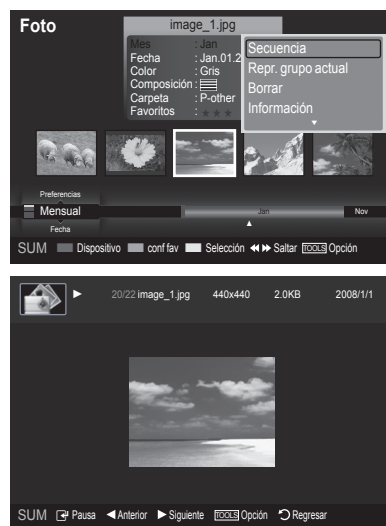 Foto
image_1.jpg
Mes : Jan
Fecha : Jan.01.2
Color : Gris
Composición :
Carpeta : P-other
Favoritos : ★★★
Secuencia
Repr. grupo actual
Borrar
Información
Preferencias
Mensual
Jan
Nov
Fecha
SUM Dispositivo conf fav Selección Saltar TOOLS Opción
20/22 image_1.jpg 440x440 2.0KB 2008/1/1
SUM Pausa Anterior Siguiente TOOLS Opción Regresar